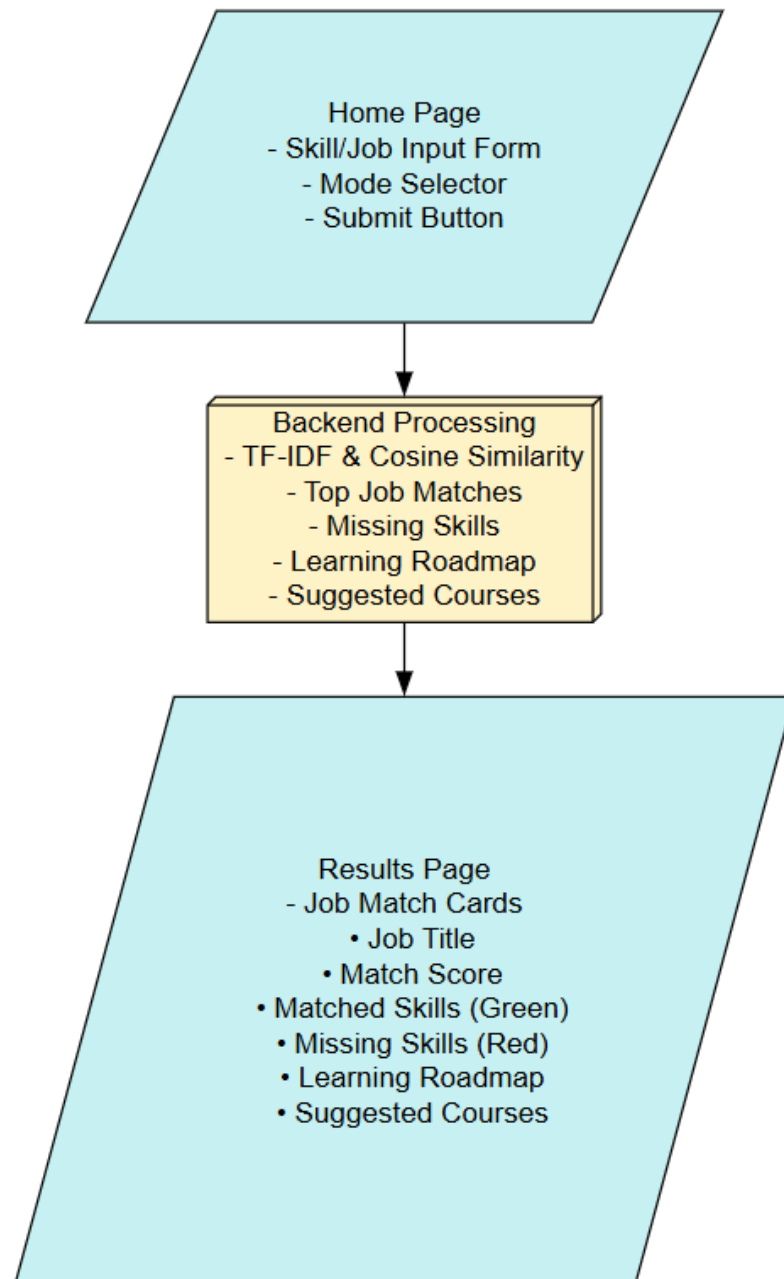 Home Page
- Skill/Job Input Form
- Mode Selector
- Submit Button
Backend Processing
- TF-IDF & Cosine Similarity
- Top Job Matches
- Missing Skills
- Learning Roadmap
- Suggested Courses
Results Page
- Job Match Cards
• Job Title
• Match Score
• Matched Skills (Green)
• Missing Skills (Red)
• Learning Roadmap
• Suggested Courses